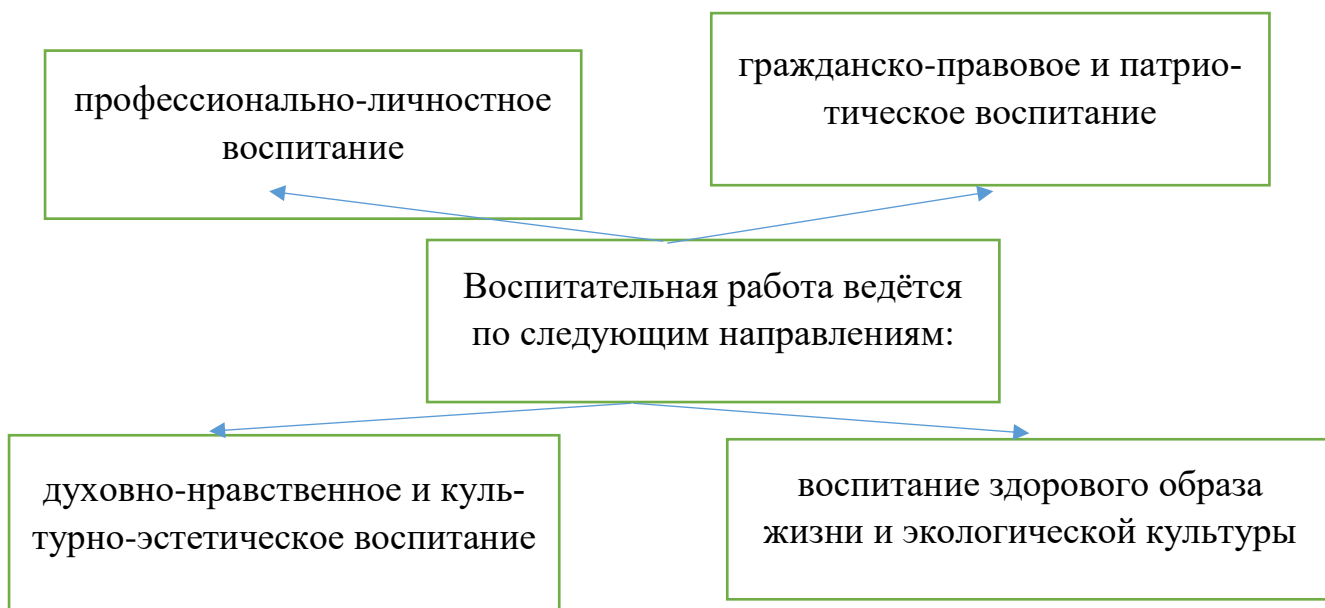 профессионально-личностное
воспитание
гражданско-правовое и патрио-
тическое воспитание
Воспитательная работа ведётся
по следующим направлениям:
духовно-нравственное и куль-
турно-эстетическое воспитание
воспитание здорового образа
жизни и экологической культуры